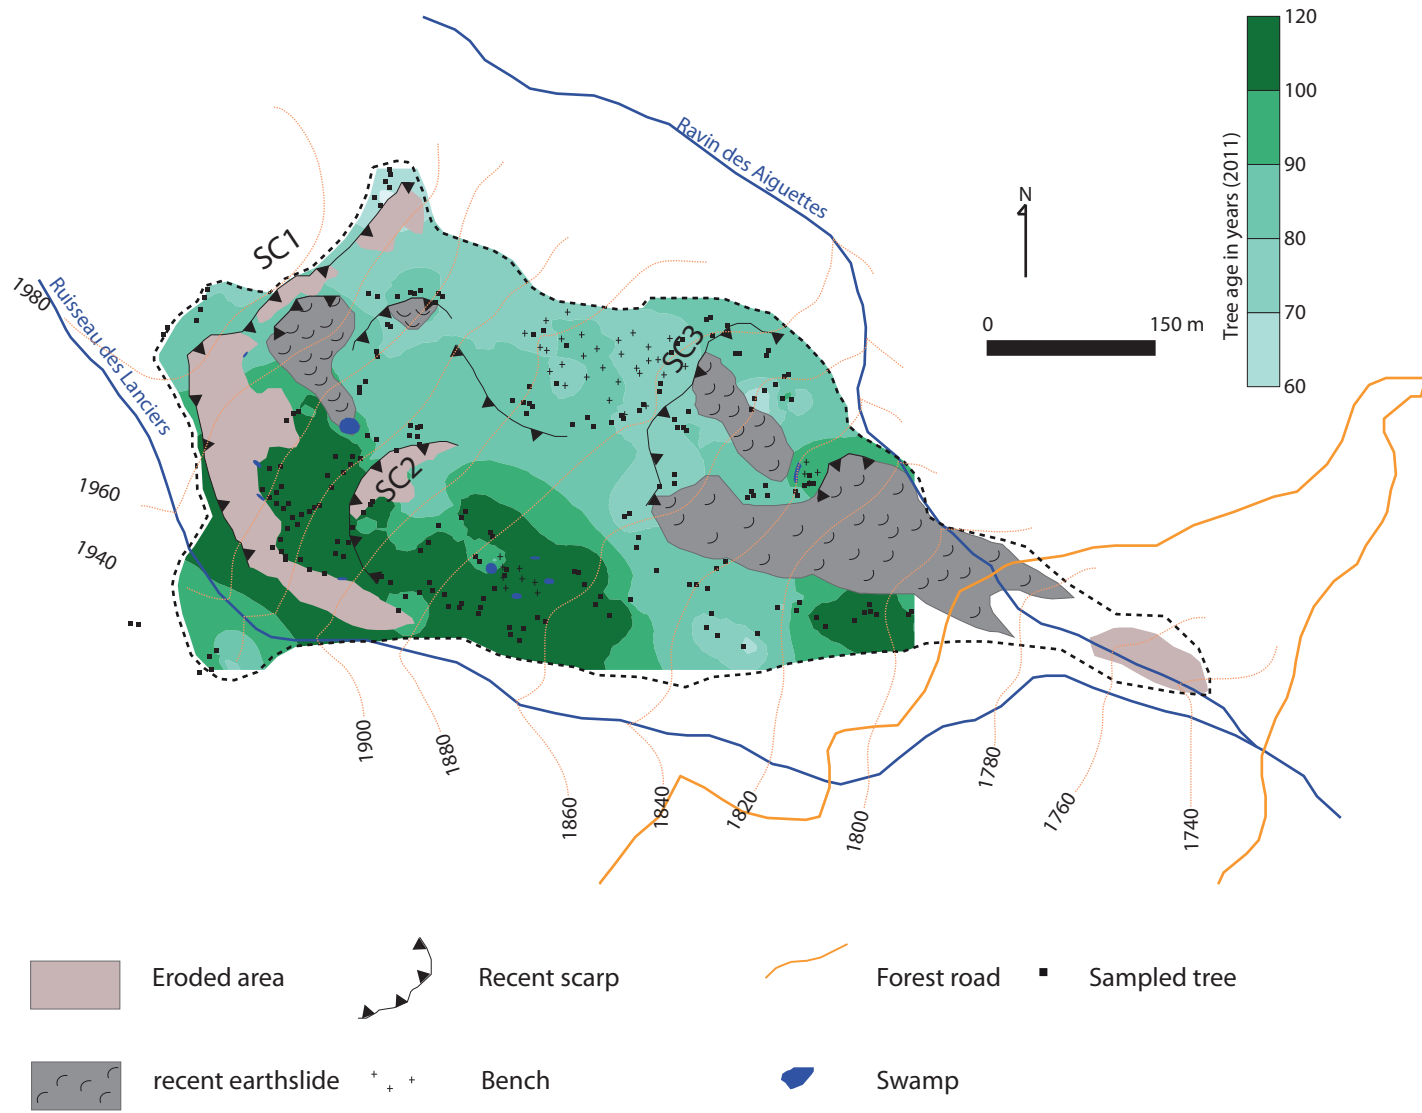 120
100
90
80
70
60
Tree age in years (2011)
Ravin des Aiguettes
N
0 150 m
SC1
1980
Ruisseau des Lanciers
SC3
SC2
1960
1940
1900
1880
1860
1840
1820
1800
1780
1760
1740
Eroded area
Recent scarp
Forest road
Sampled tree
recent earthslide
Bench
Swamp